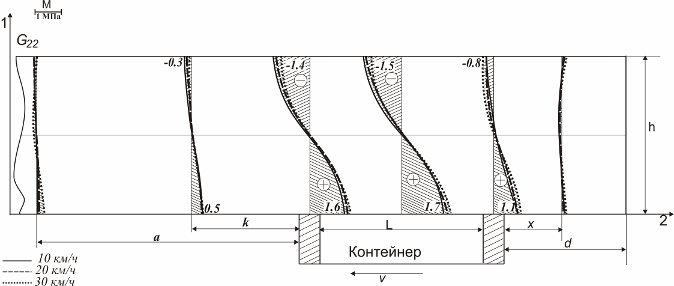 M
1 МПа
1
G22
-0.3
-1.4
-1.5
-0.8
h
0.5
1.6
1.7
1.1
2
k
L
x
a
d
Контейнер
v
10 км/ч
20 км/ч
30 км/ч